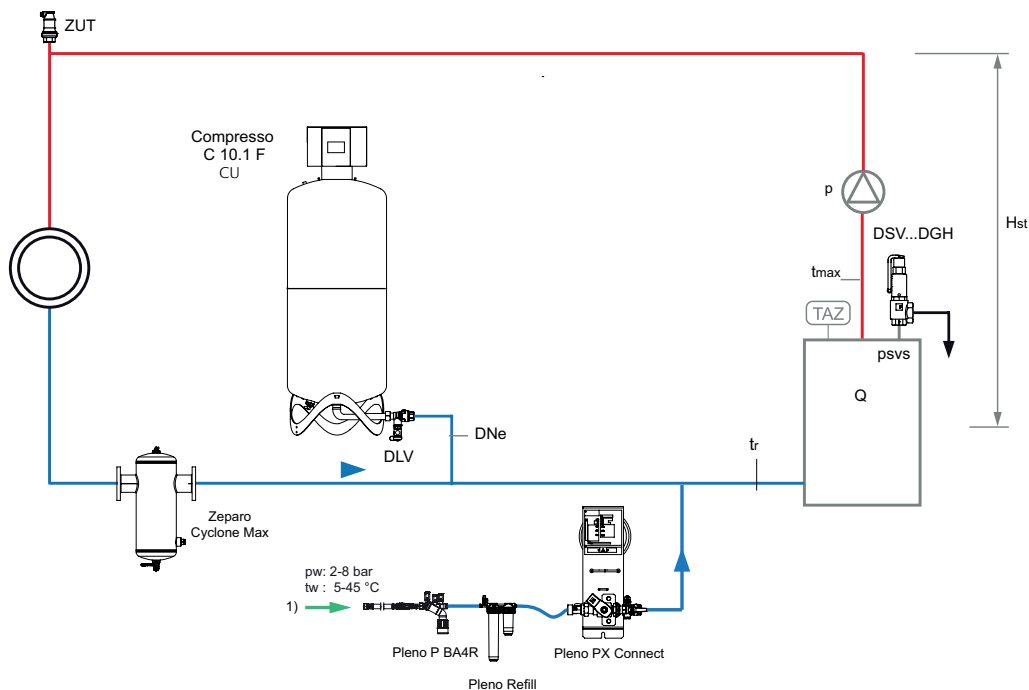 ZUT
Compresso
C 10.1 F
CU
p
Hst
DSV...DGH
tmax
TAZ
psvs
Q
DNe
DLV
tr
Zeparo
Cyclone Max
pw: 2-8 bar
tw : 5-45 °C
1)
Pleno P BA4R
Pleno PX Connect
Pleno Refill